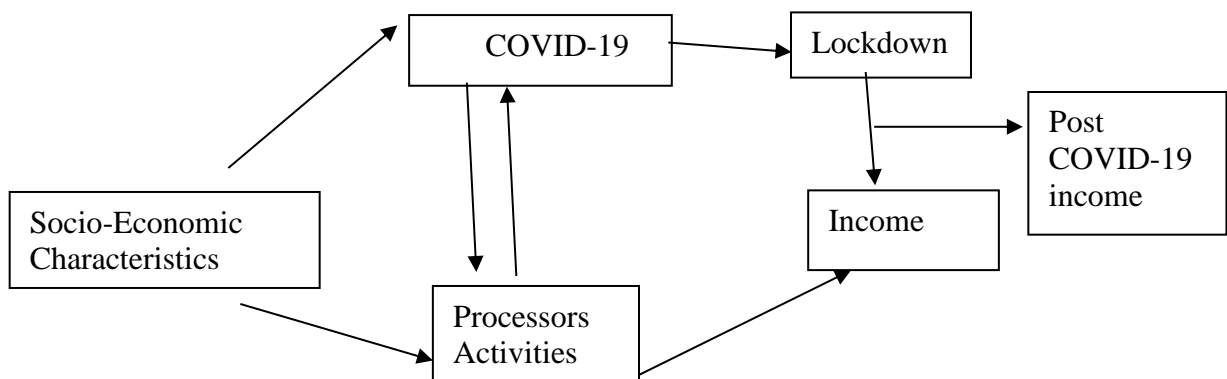 COVID-19
Lockdown
Post
COVID-19
income
Socio-Economic
Characteristics
Income
Processors
Activities